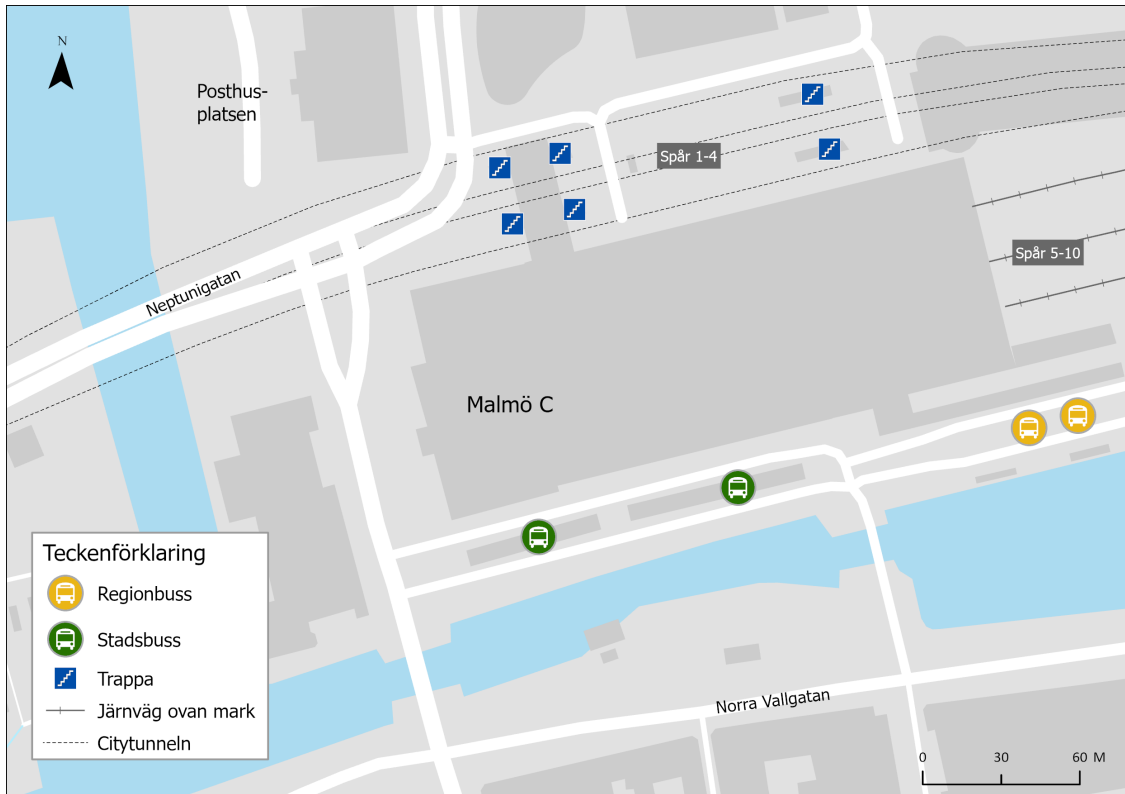 N
Posthus-
platsen
Spår 1-4
Spår 5-10
Neptunigatan
Malmö C
Teckenförklaring
Regionbuss
Stadsbuss
Trappa
Järnväg ovan mark
Citytunneln
Norra Vallgatan
0 30 60 M